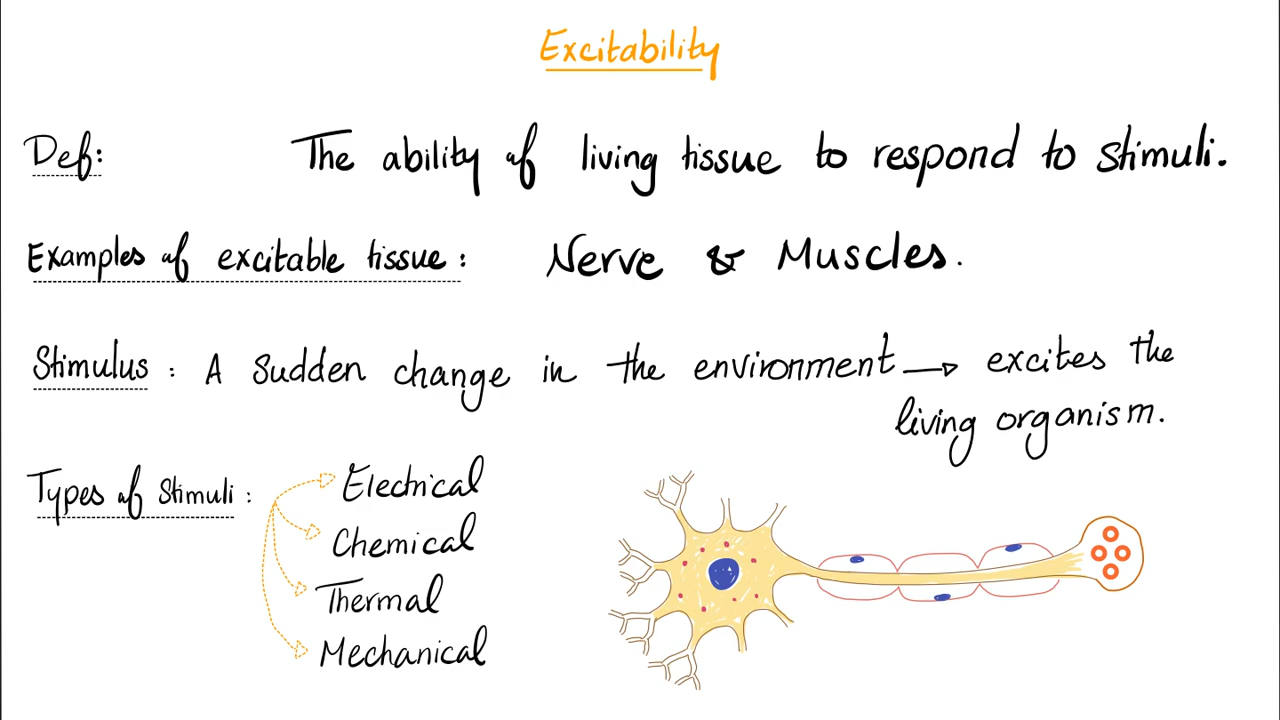 Excitability
Def: The ability of living tissue to respond to stimuli.
Examples of excitable tissue: Nerve & Muscles.
Stimulus: A sudden change in the environment → excites the
living organism.
Types of Stimuli: Electrical
Chemical
Thermal
Mechanical